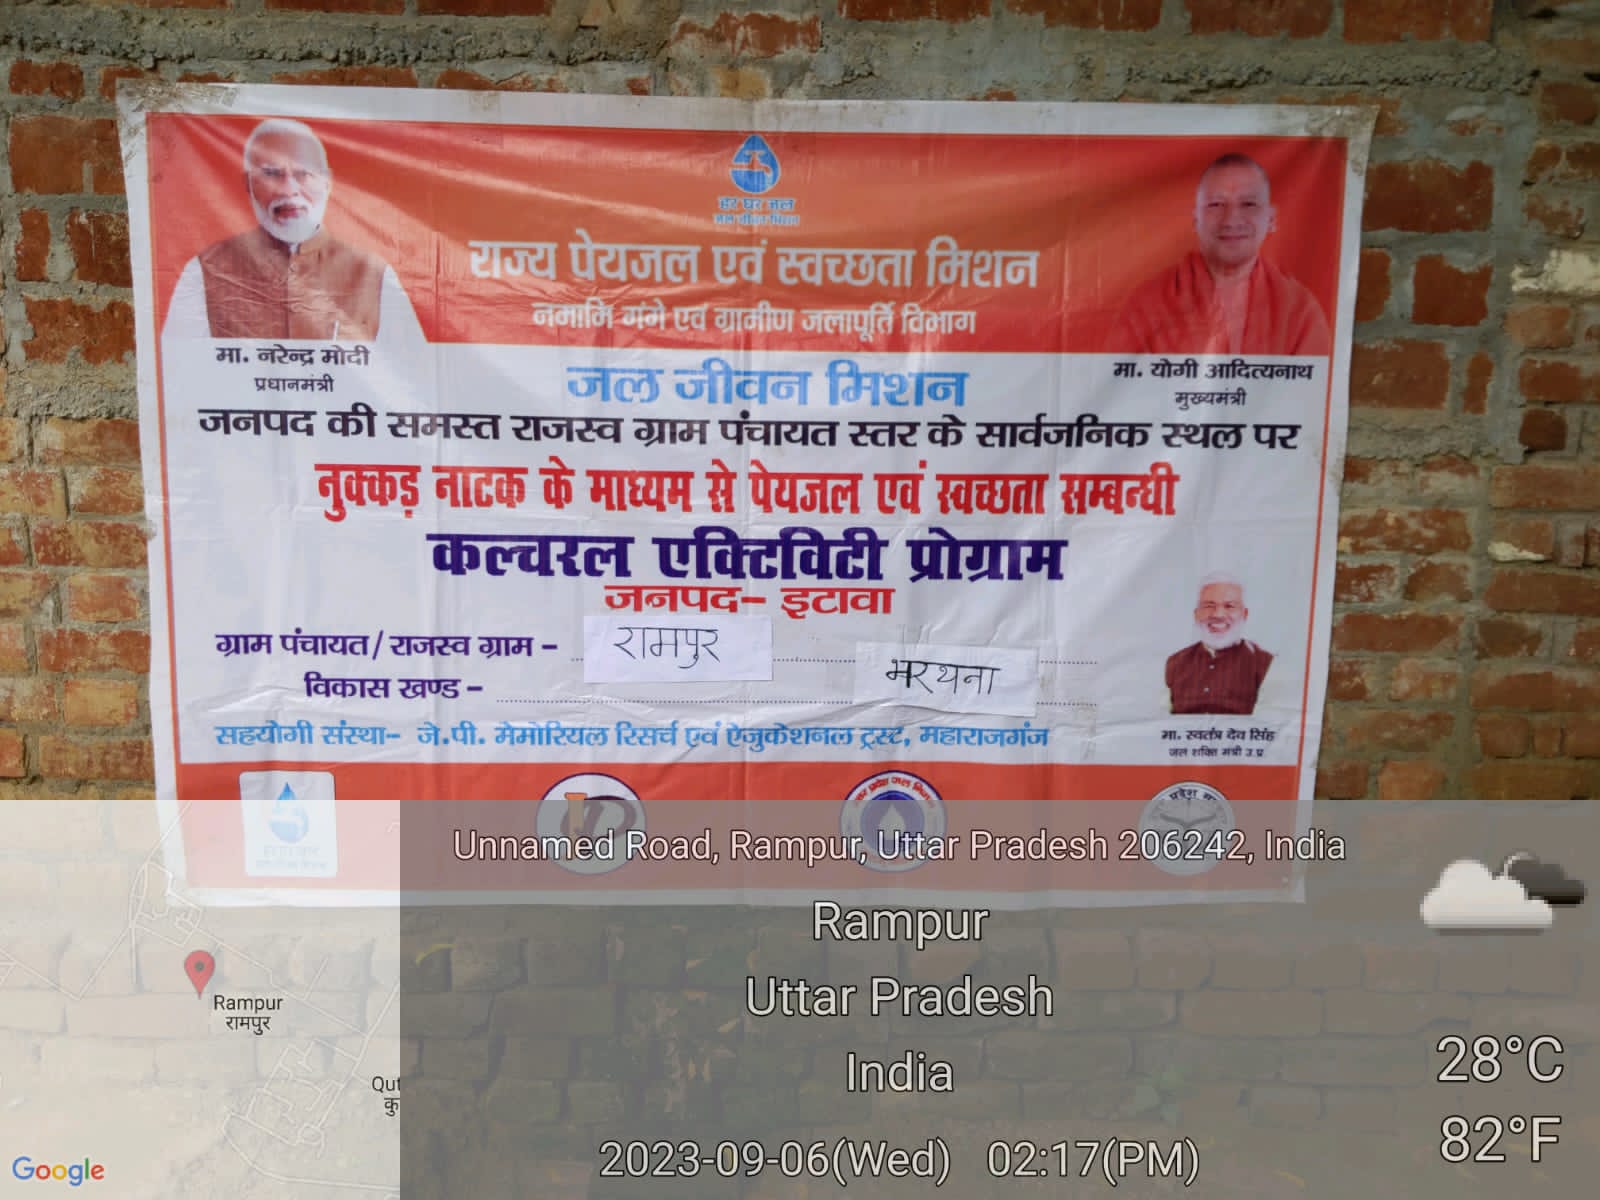 हर घर जल
जल जीवन मिशन
राज्य पेयजल एवं स्वच्छता मिशन
नमामि गंगे एवं ग्रामीण जलापूर्ति विभाग
मा. नरेन्द्र मोदी
प्रधानमंत्री
मा. योगी आदित्यनाथ
मुख्यमंत्री
जल जीवन मिशन
जनपद की समस्त राजस्व ग्राम पंचायत स्तर के सार्वजनिक स्थल पर
नुक्कड़ नाटक के माध्यम से पेयजल एवं स्वच्छता सम्बन्धी
कल्चरल एक्टिविटी प्रोग्राम
जनपद– इटावा
ग्राम पंचायत/ राजस्व ग्राम – रामपुर
विकास खण्ड – भरथना
मा. स्वतंत्र देव सिंह
जल शक्ति मंत्री उ.प्र.
सहयोगी संस्था– जे.पी. मेमोरियल रिसर्च एवं ऐजुकेशनल ट्रस्ट, महाराजगंज
Unnamed Road, Rampur, Uttar Pradesh 206242, India
Rampur
Uttar Pradesh
India
2023-09-06(Wed) 02:17(PM)
28°C
82°F
Rampur
रामपुर
Qut
कु
Google